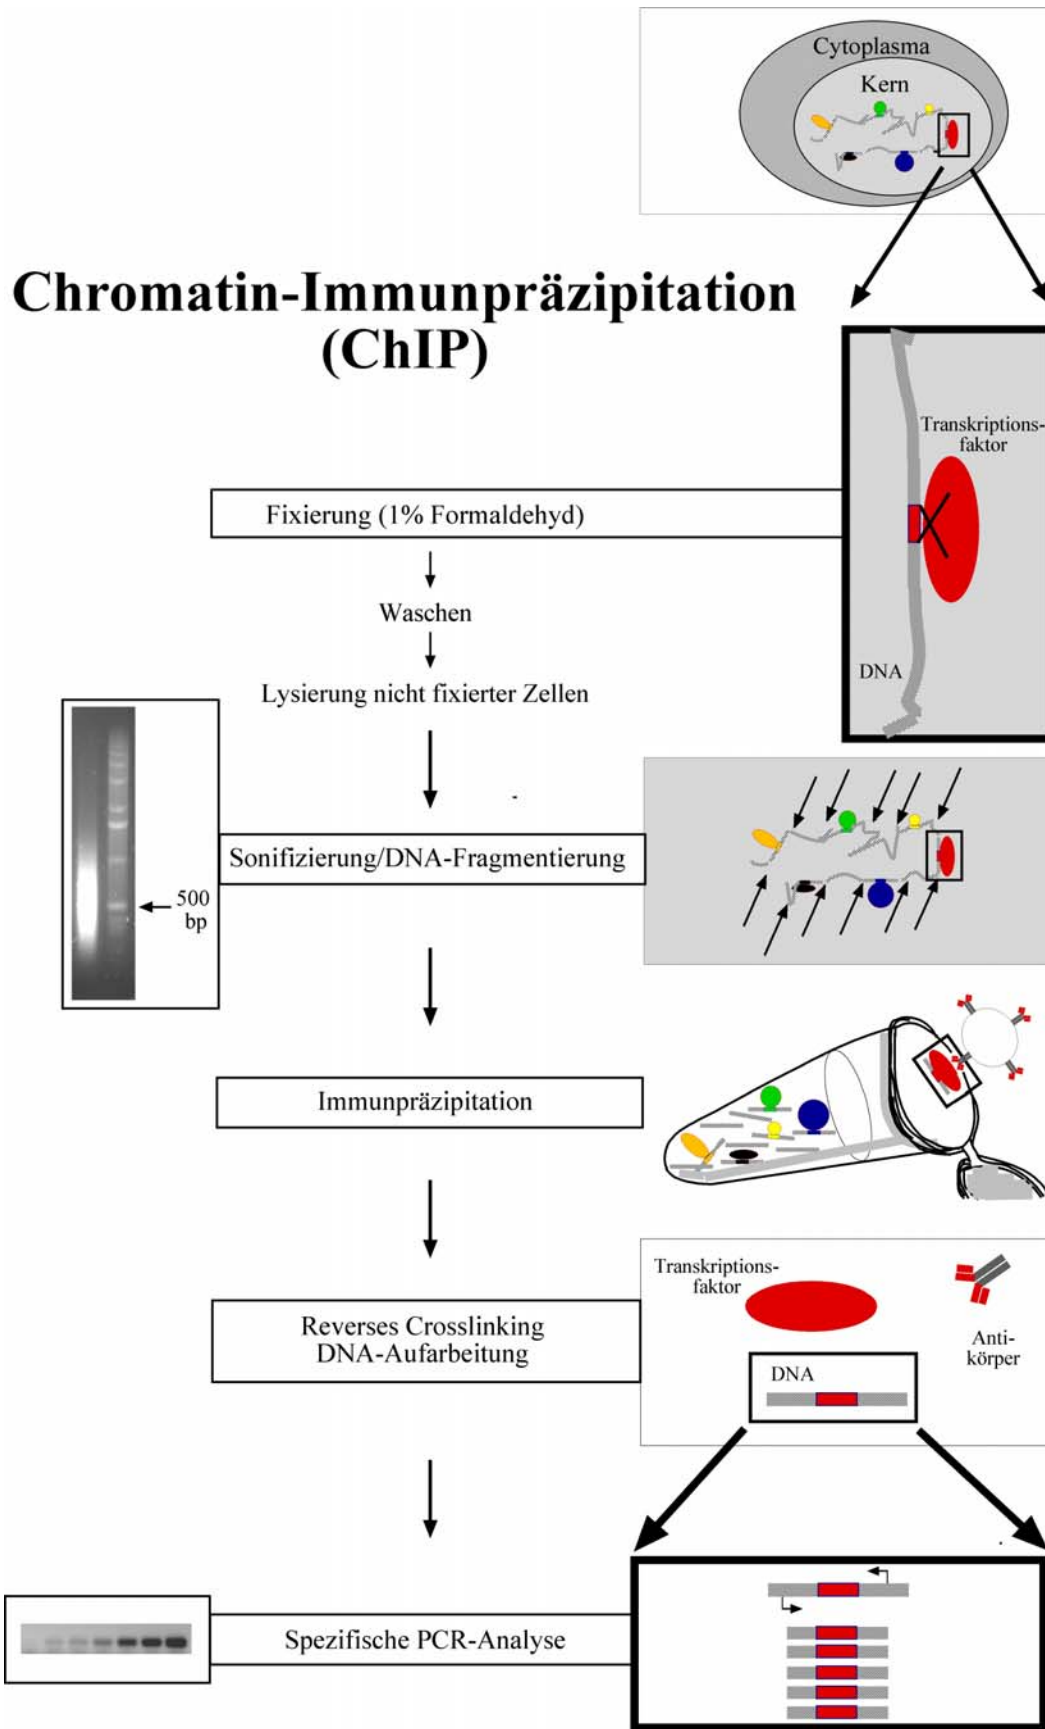 Cytoplasma
Kern
Chromatin-Immunpräzipitation
(ChIP)
Transkriptions-
faktor
Fixierung (1% Formaldehyd)
Waschen
DNA
Lysierung nicht fixierter Zellen
Sonifizierung/DNA-Fragmentierung
500
bp
Immunpräzipitation
Transkriptions-
faktor
Reverses Crosslinking
DNA-Aufarbeitung
Anti-
körper
DNA
Spezifische PCR-Analyse